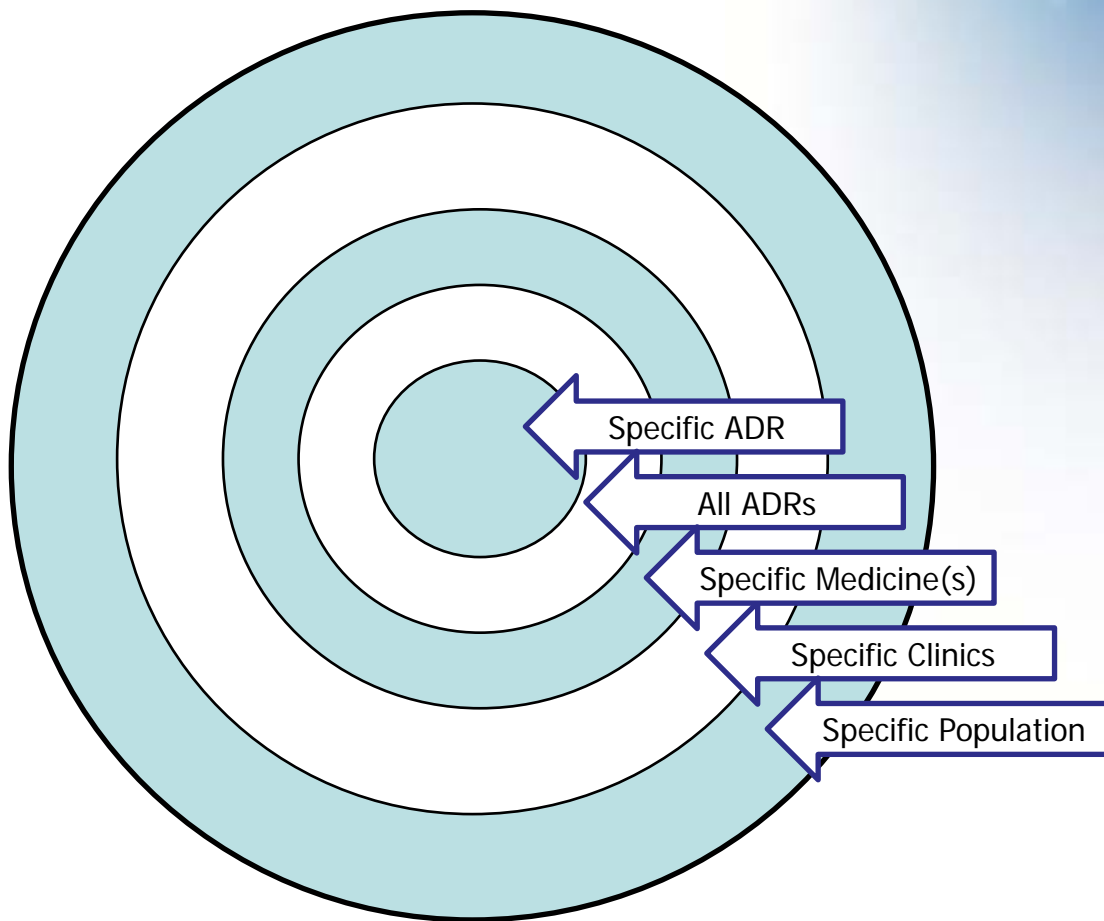 Specific ADR
All ADRs
Specific Medicine(s)
Specific Clinics
Specific Population